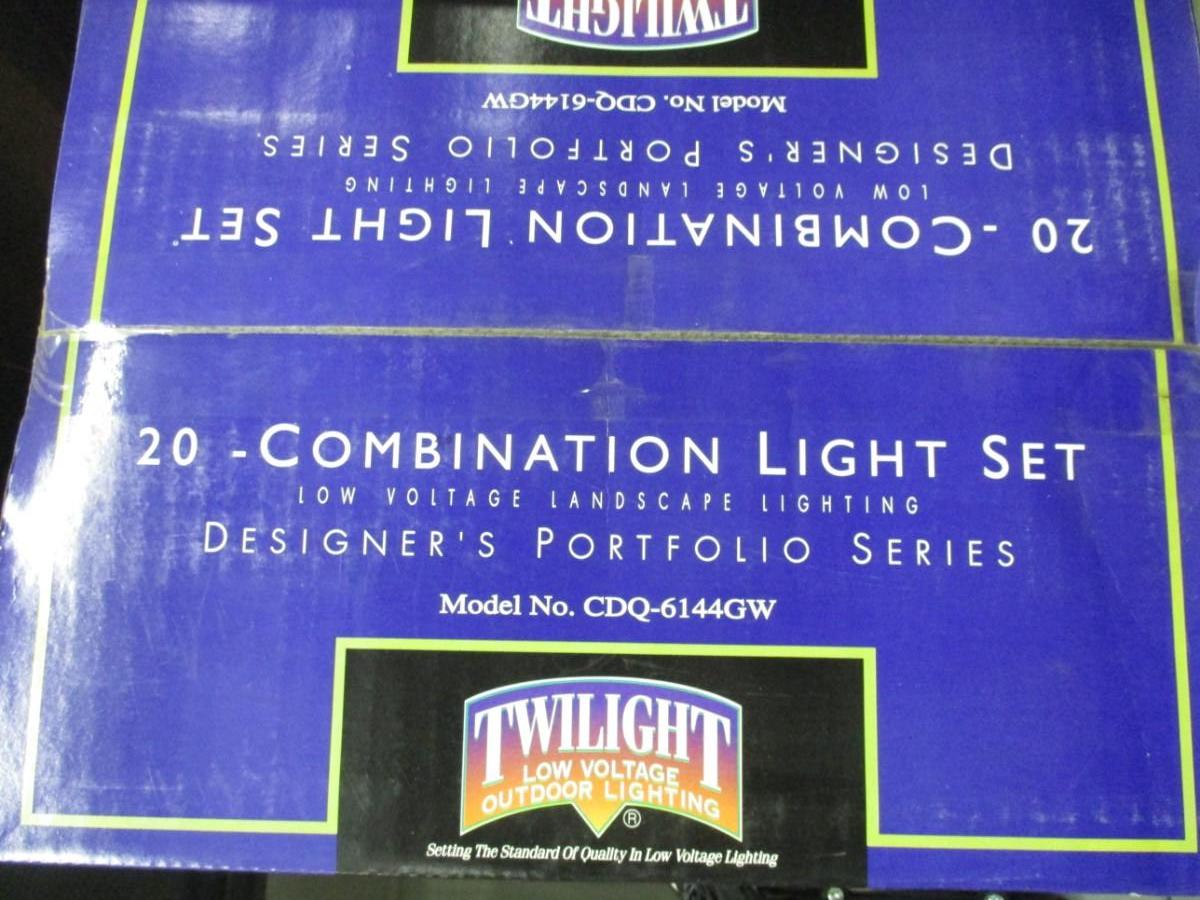 TWILIGHT
Model No. CDQ-6144GW
DESIGNER'S PORTFOLIO SERIES
LOW VOLTAGE LANDSCAPE LIGHTING
20 -COMBINATION LIGHT SET
20 -COMBINATION LIGHT SET
LOW VOLTAGE LANDSCAPE LIGHTING
DESIGNER'S PORTFOLIO SERIES
Model No. CDQ-6144GW
TWILIGHT
LOW VOLTAGE
OUTDOOR LIGHTING
®
Setting The Standard Of Quality In Low Voltage Lighting